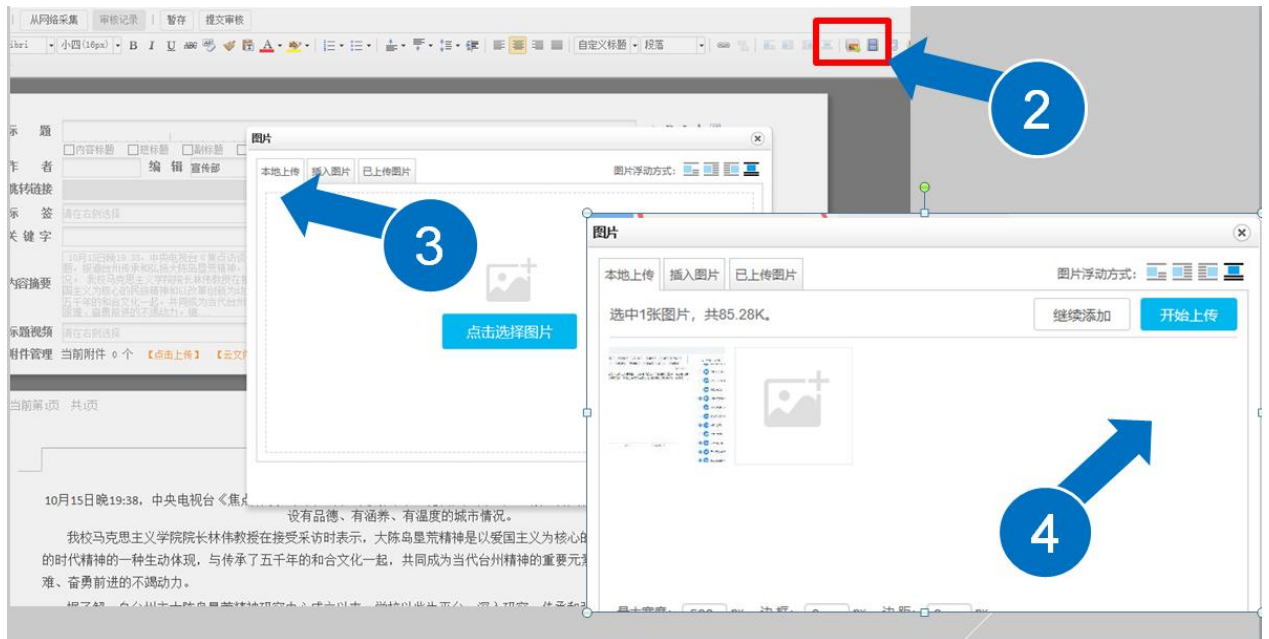 从网络采集 审核记录 暂存 提交审核
小四(16px) B I U ABC 自定义标题 段落
2
标 题
内容标题 短标题 副标题
作 者 编 辑 宣传部
跳转链接
标 签 请在右侧选择
关 键 字
内容摘要
标题视频 请在右侧选择
附件管理 当前附件 0 个 【点击上传】
当前第1页 共1页
图片
本地上传 插入图片 已上传图片 图片浮动方式:
3
点击选择图片
图片
本地上传 插入图片 已上传图片 图片浮动方式:
选中1张图片，共85.28K。 继续添加 开始上传
4
10月15日晚19:38，中央电视台《焦点
设有品德、有涵养、有温度的城市情况。
我校马克思主义学院院长林伟教授在接受采访时表示，大陈岛垦荒精神是以爱国主义为核心的
的时代精神的一种生动体现，与传承了五千年的和合文化一起，共同成为当代台州精神的重要元素
难、奋勇前进的不竭动力。